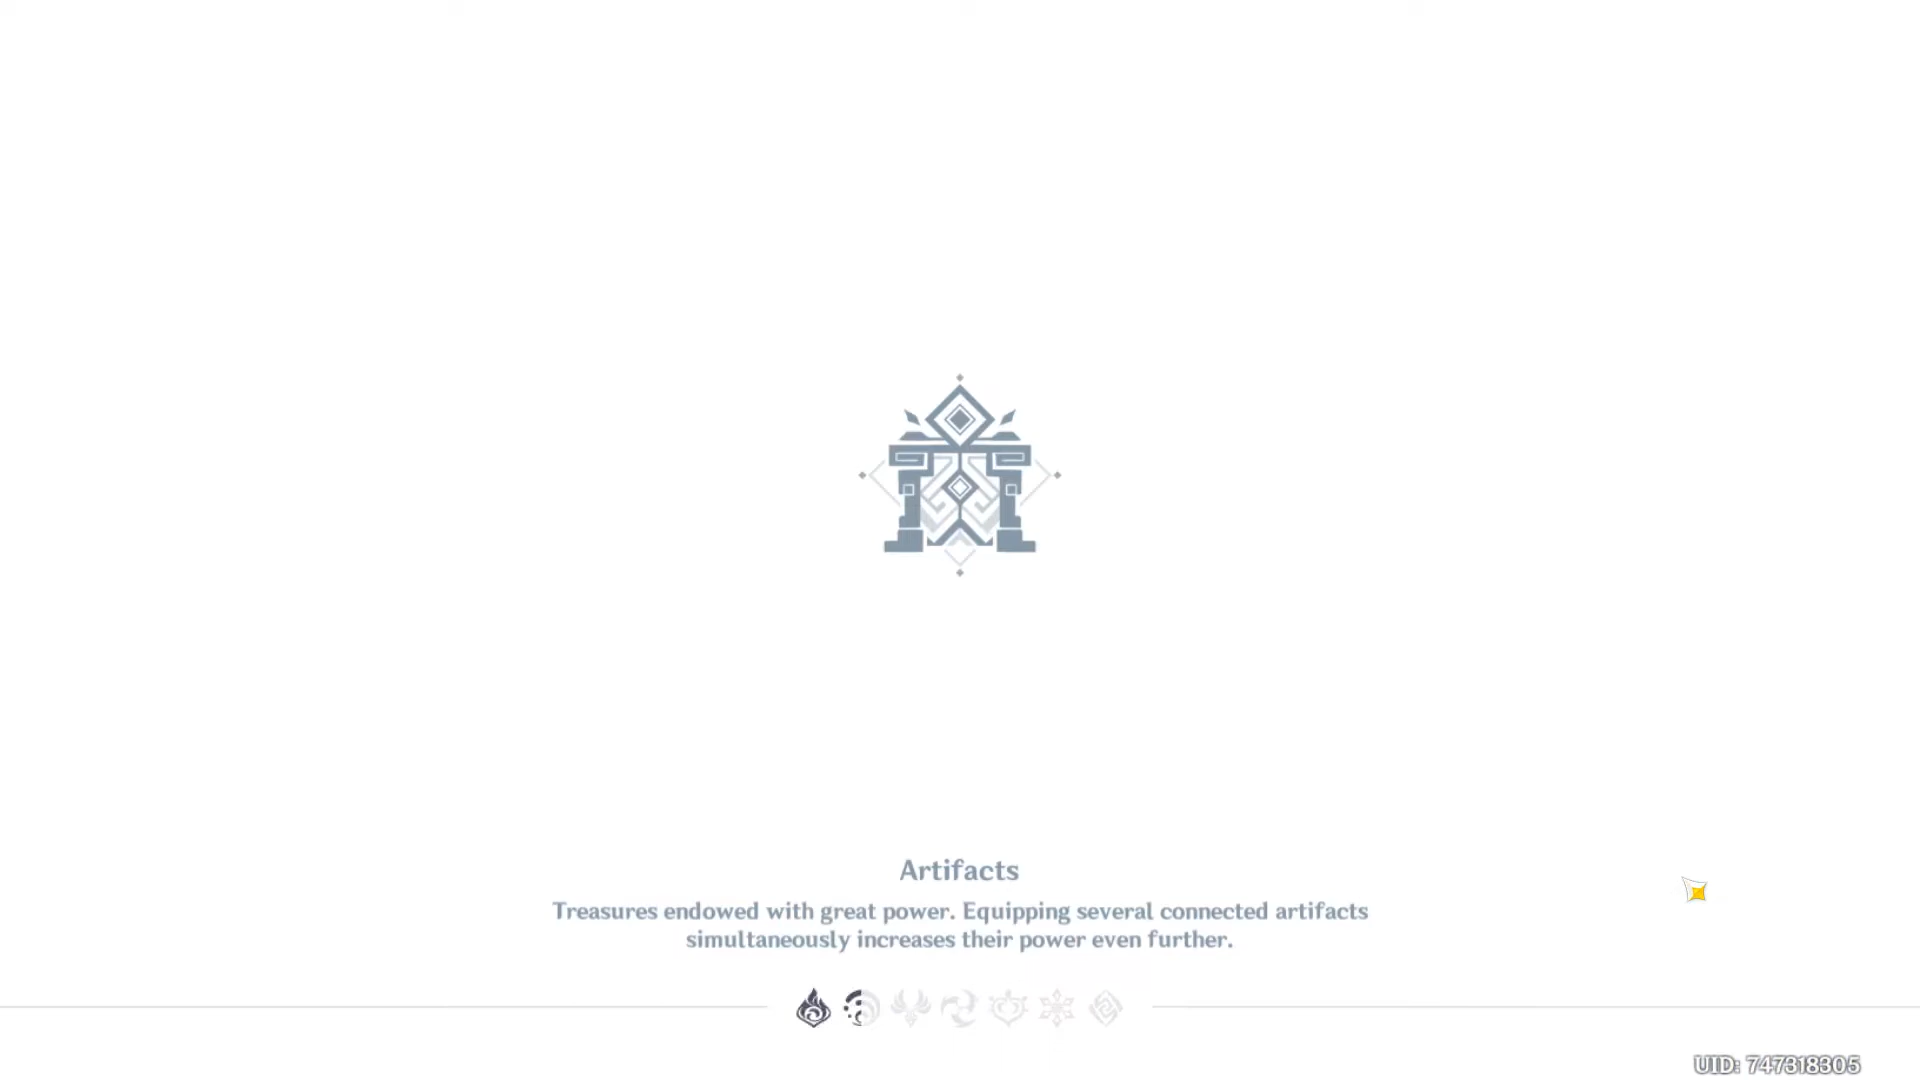 Artifacts
Treasures endowed with great power. Equipping several connected artifacts
simultaneously increases their power even further.
UID: 747318305